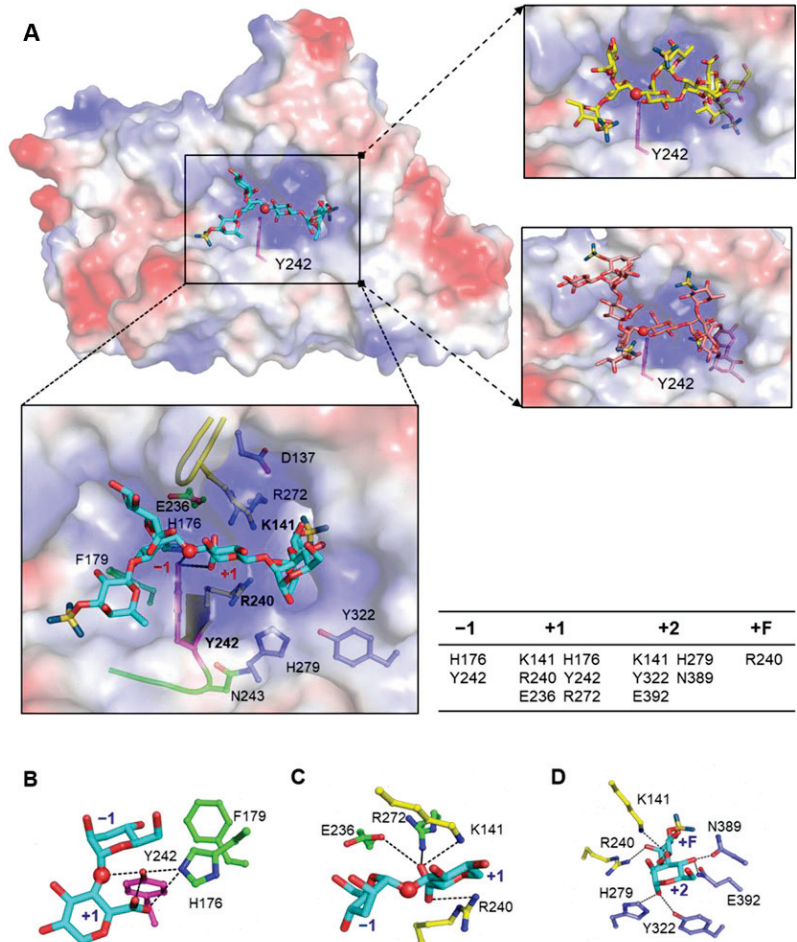 A
Y242
Y242
Y242
D137
E236
R272
H176
K141
F179
−1
+1
R240
Y242
Y322
H279
N243
−1 +1 +2 +F
H176 K141 H176 K141 H279 R240
Y242 R240 Y242 Y322 N389
E236 R272 E392
B
−1
F179
Y242
+1
H176
C
R272
E236
K141
+1
−1
R240
D
K141
+F
N389
R240
+2
H279
E392
Y322